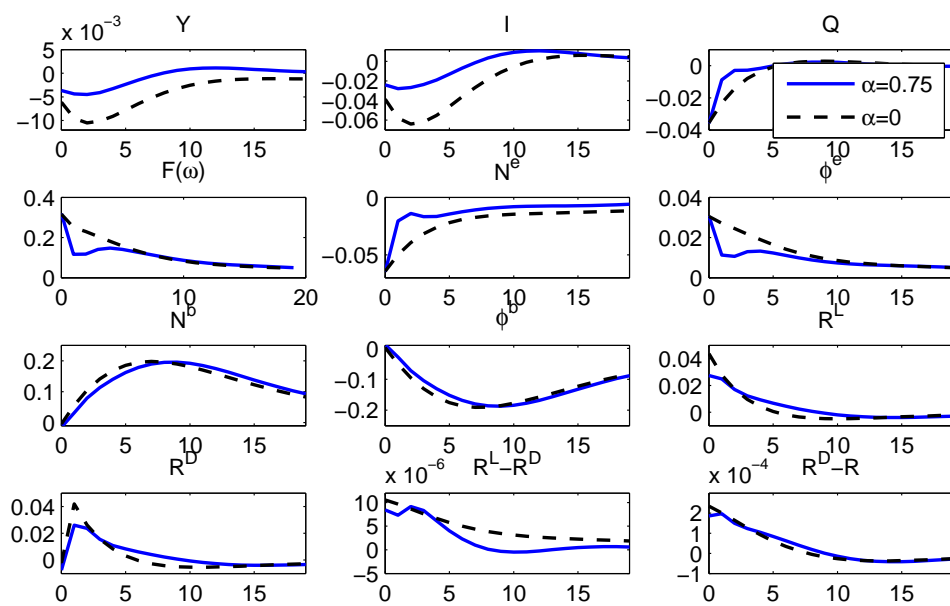 Y
I
Q
x 10⁻³
5
0
−5
−10
0 5 10 15
0
−0.02
−0.04
−0.06
0 5 10 15
0
−0.02
−0.04
0 5 10 15
α=0.75
α=0
F(ω)
N^e
ϕ^e
0.4
0.2
0
0 10 20
0
−0.05
0 5 10 15
0.04
0.02
0
0 5 10 15
N^b
ϕ^b
R^L
0.2
0.1
0
0 5 10 15
0
−0.1
−0.2
0 5 10 15
0.04
0.02
0
0 5 10 15
R^D
R^L−R^D
R^D−R
0.04
0.02
0
0 5 10 15
x 10⁻⁶
10
5
0
−5
0 5 10 15
x 10⁻⁴
2
1
0
−1
0 5 10 15